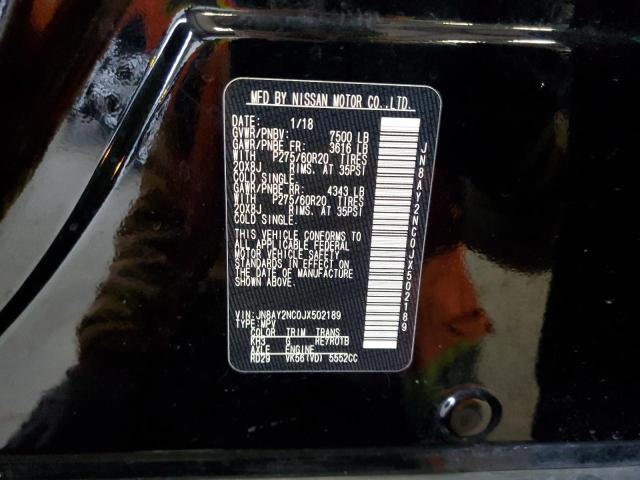 MFD BY NISSAN MOTOR CO.,LTD.
DATE: 1/18
GVWR/PNBV: 7500 LB
GAWR/PNBE FR: 3616 LB
WITH P275/60R20 TIRES
20X8J RIMS. AT 35PSI
COLD SINGLE.
GAWR/PNBE RR: 4343 LB
WITH P275/60R20 TIRES
20X8J RIMS. AT 35PSI
COLD SINGLE.
THIS VEHICLE CONFORMS TO
ALL APPLICABLE FEDERAL
MOTOR VEHICLE SAFETY
STANDARDS IN EFFECT ON
THE DATE OF MANUFACTURE
SHOWN ABOVE.
VIN:JN8AY2NC0JX502189
TYPE:MPV
COLOR TRIM TRANS
KH3 G RE7R01B
AXLE ENGINE
RD29 VK56(VD) 5552CC
JN8AY2NC0JX502189